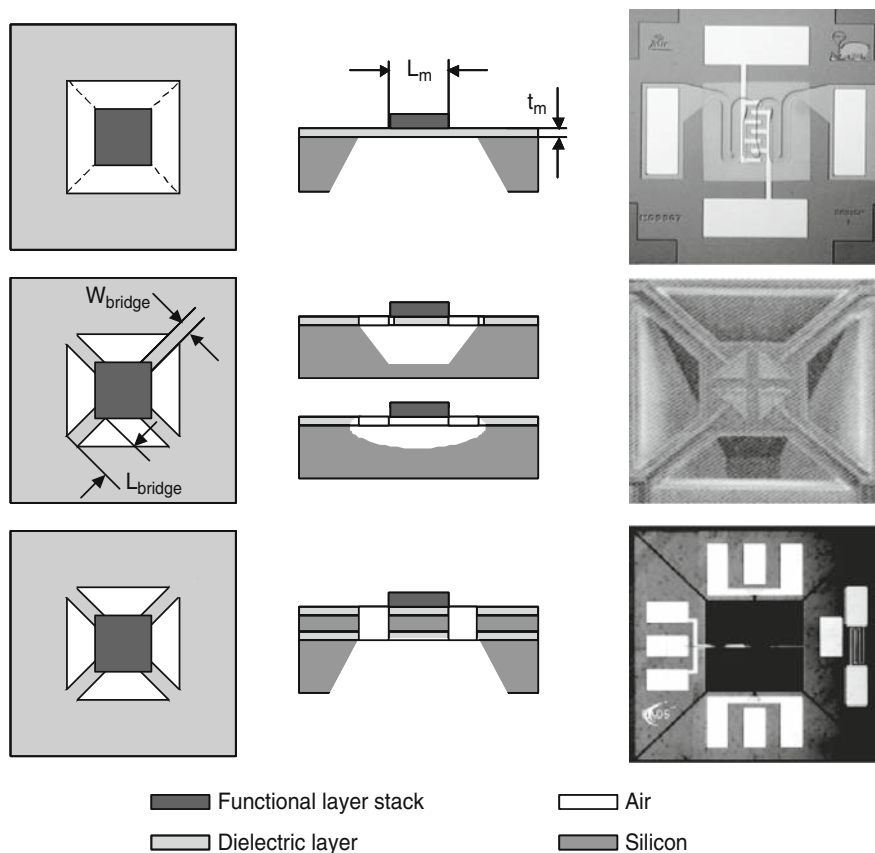 L_m
t_m
W_bridge
L_bridge
Functional layer stack
Air
Dielectric layer
Silicon